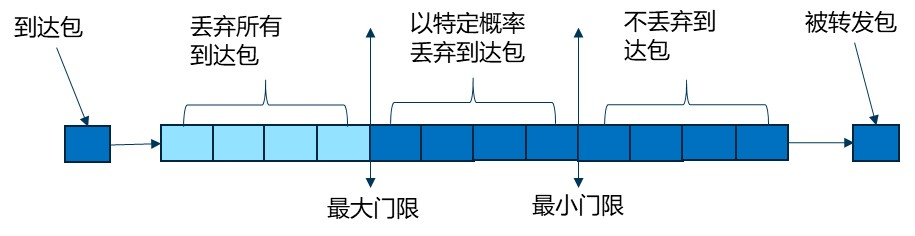 到达包
丢弃所有
到达包
以特定概率
丢弃到达包
不丢弃到
达包
被转发包
最大门限
最小门限